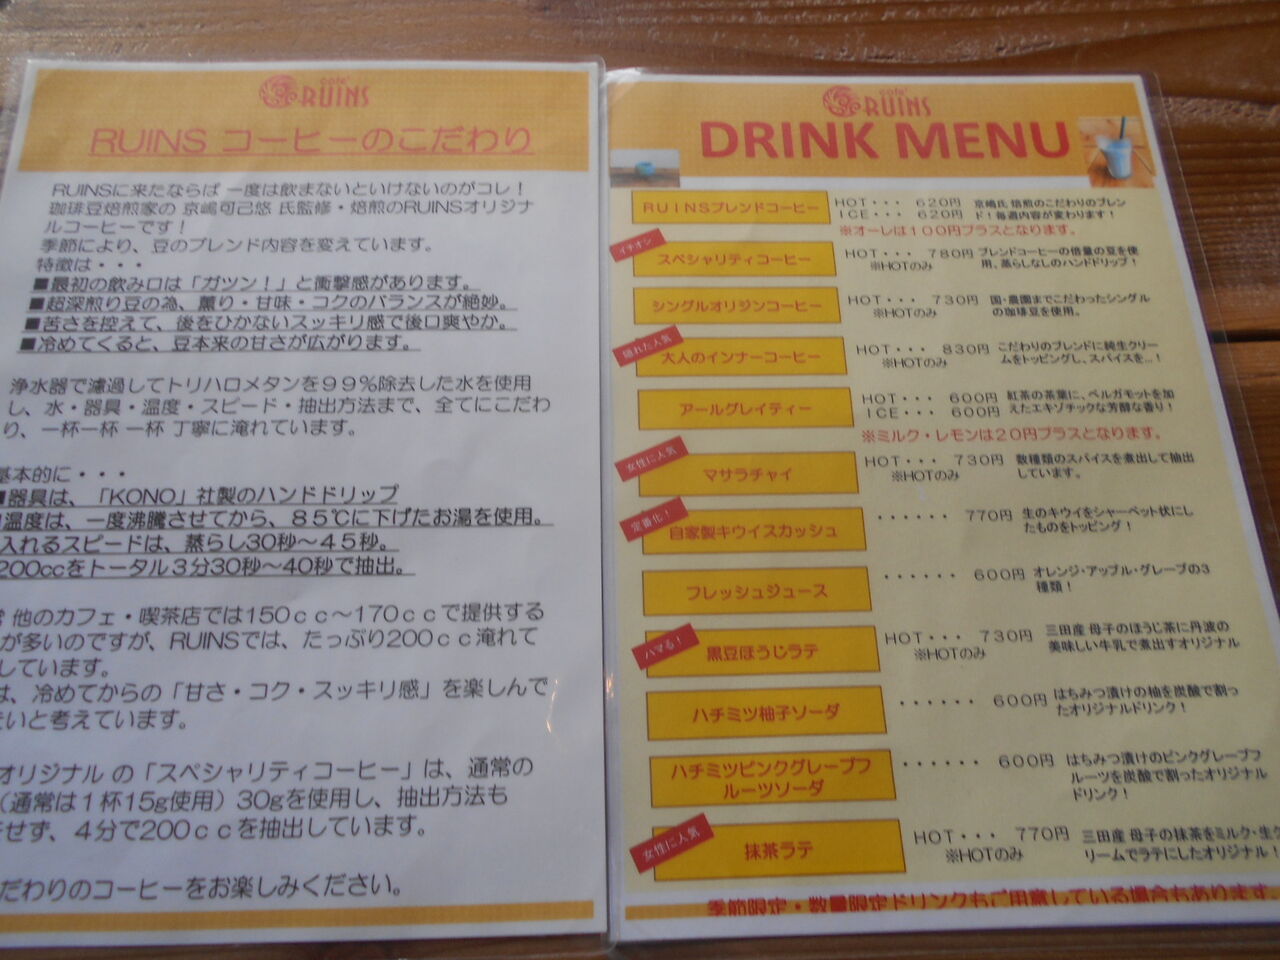 cafe' RUINS
RUINS コーヒーのこだわり
RUINSに来たならば 一度は飲まないといけないのがコレ！
珈琲豆焙煎家の 京嶋可己悠 氏監修・焙煎のRUINSオリジナ
ルコーヒーです！
季節により、豆のブレンド内容を変えています。
特徴は・・・
■最初の飲み口は「ガツン！」と衝撃感があります。
■超深煎り豆の為、薫り・甘味・コクのバランスが絶妙。
■苦さを控えて、後をひかないスッキリ感で後口爽やか。
■冷めてくると、豆本来の甘さが広がります。
浄水器で濾過してトリハロメタンを９９%除去した水を使用
し、水・器具・温度・スピード・抽出方法まで、全てにこだわ
り、一杯一杯 一杯 丁寧に淹れています。
基本的に・・・
■器具は、「KONO」社製のハンドドリップ
温度は、一度沸騰させてから、８５℃に下げたお湯を使用。
入れるスピードは、蒸らし30秒〜４５秒。
200ccをトータル３分30秒〜40秒で抽出。
他のカフェ・喫茶店では150ｃｃ〜170ｃｃで提供する
が多いのですが、RUINSでは、たっぷり200ｃｃ淹れて
しています。
は、冷めてからの「甘さ・コク・スッキリ感」を楽しんで
いと考えています。
オリジナル の「スペシャリティコーヒー」は、通常の
（通常は１杯15g使用）30gを使用し、抽出方法も
せず、４分で200ｃｃを抽出しています。
だわりのコーヒーをお楽しみください。
cafe' RUINS
DRINK MENU
ＲＵＩＮＳブレンドコーヒー HOT・・・ ６２０円 京嶋氏 焙煎のこだわりのブレン
ICE・・・ ６２０円 ド！毎週内容が変わります！
※オーレは１００円プラスとなります。
イチオシ
スペシャリティコーヒー HOT・・・ ７８０円 ブレンドコーヒーの倍量の豆を使
※HOTのみ 用、蒸らしなしのハンドドリップ！
シングルオリジンコーヒー HOT・・・ ７３０円 国・農園までこだわったシングル
※HOTのみ の珈琲豆を使用。
隠れた人気
大人のインナーコーヒー HOT・・・ ８３０円 こだわりのブレンドに純生クリー
※HOTのみ ムをトッピングし、スパイスを…！
アールグレイティー HOT・・・ ６００円 紅茶の茶葉に、ベルガモットを加
ICE・・・ ６００円 えたエキゾチックな芳醇な香り！
※ミルク・レモンは２０円プラスとなります。
女性に人気
マサラチャイ HOT・・・ ７３０円 数種類のスパイスを煮出して抽出
※HOTのみ しています。
定番化！
自家製キウイスカッシュ ・・・・・・ ７７０円 生のキウイをシャーベット状にし
たものをトッピング！
フレッシュジュース ・・・・・・ ６００円 オレンジ・アップル・グレープの３
種類！
ハマる！
黒豆ほうじラテ HOT・・・ ７３０円 三田産 母子のほうじ茶に丹波の
※HOTのみ 美味しい牛乳で煮出すオリジナル
ハチミツ柚子ソーダ ・・・・・・ ６００円 はちみつ漬けの柚を炭酸で割っ
たオリジナルドリンク！
ハチミツピンクグレープフ
ルーツソーダ ・・・・・・ ６００円 はちみつ漬けのピンクグレープフ
ルーツを炭酸で割ったオリジナル
ドリンク！
女性に人気
抹茶ラテ HOT・・・ ７７０円 三田産 母子の抹茶をミルク・生ク
※HOTのみ リームでラテにしたオリジナル！
季節限定・数量限定ドリンクもご用意している場合もあります